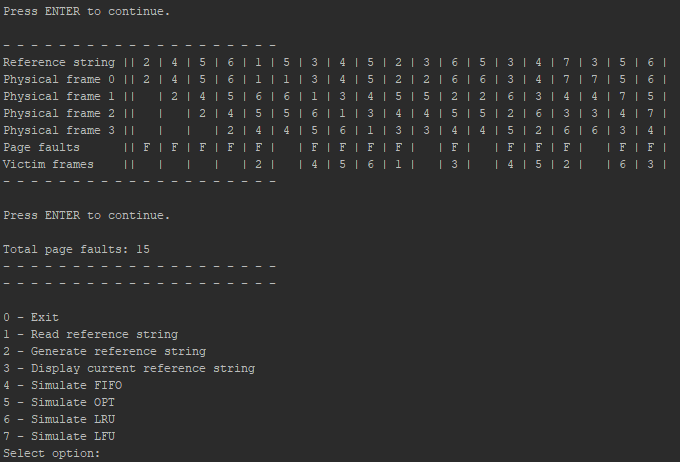 Press ENTER to continue.
- - - - - - - - - - - - - - - - - - - -
Reference string || 2 | 4 | 5 | 6 | 1 | 5 | 3 | 4 | 5 | 2 | 3 | 6 | 5 | 3 | 4 | 7 | 3 | 5 | 6 |
Physical frame 0 || 2 | 4 | 5 | 6 | 1 | 1 | 3 | 4 | 5 | 2 | 2 | 6 | 6 | 3 | 4 | 7 | 7 | 5 | 6 |
Physical frame 1 ||   | 2 | 4 | 5 | 6 | 6 | 1 | 3 | 4 | 5 | 5 | 2 | 2 | 6 | 3 | 4 | 4 | 7 | 5 |
Physical frame 2 ||   |   | 2 | 4 | 5 | 5 | 6 | 1 | 3 | 4 | 4 | 5 | 5 | 2 | 6 | 3 | 3 | 4 | 7 |
Physical frame 3 ||   |   |   | 2 | 4 | 4 | 5 | 6 | 1 | 3 | 3 | 4 | 4 | 5 | 2 | 6 | 6 | 3 | 4 |
Page faults      || F | F | F | F | F |   | F | F | F | F |   | F |   | F | F | F |   | F | F |
Victim frames    ||   |   |   |   | 2 |   | 4 | 5 | 6 | 1 |   | 3 |   | 4 | 5 | 2 |   | 6 | 3 |
- - - - - - - - - - - - - - - - - - - -
Press ENTER to continue.
Total page faults: 15
- - - - - - - - - - - - - - - - - - - -
- - - - - - - - - - - - - - - - - - - -
0 - Exit
1 - Read reference string
2 - Generate reference string
3 - Display current reference string
4 - Simulate FIFO
5 - Simulate OPT
6 - Simulate LRU
7 - Simulate LFU
Select option: